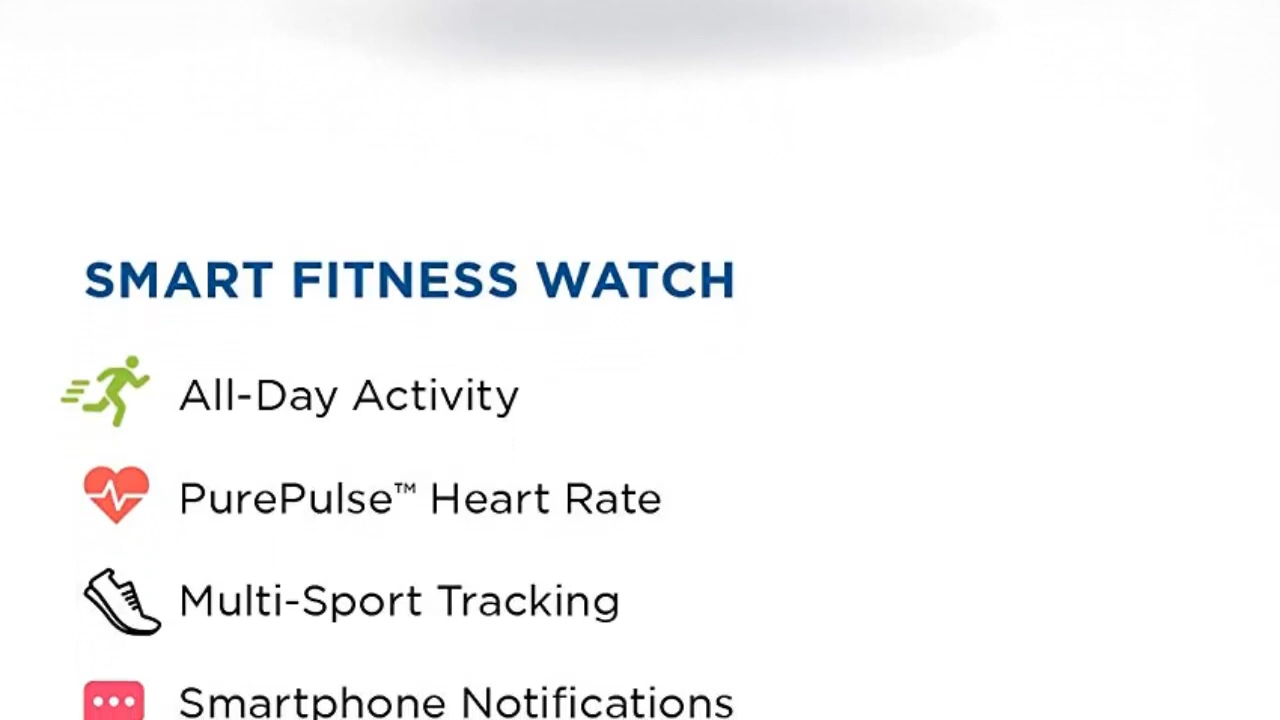 SMART FITNESS WATCH
All-Day Activity
PurePulse™ Heart Rate
Multi-Sport Tracking
Smartphone Notifications